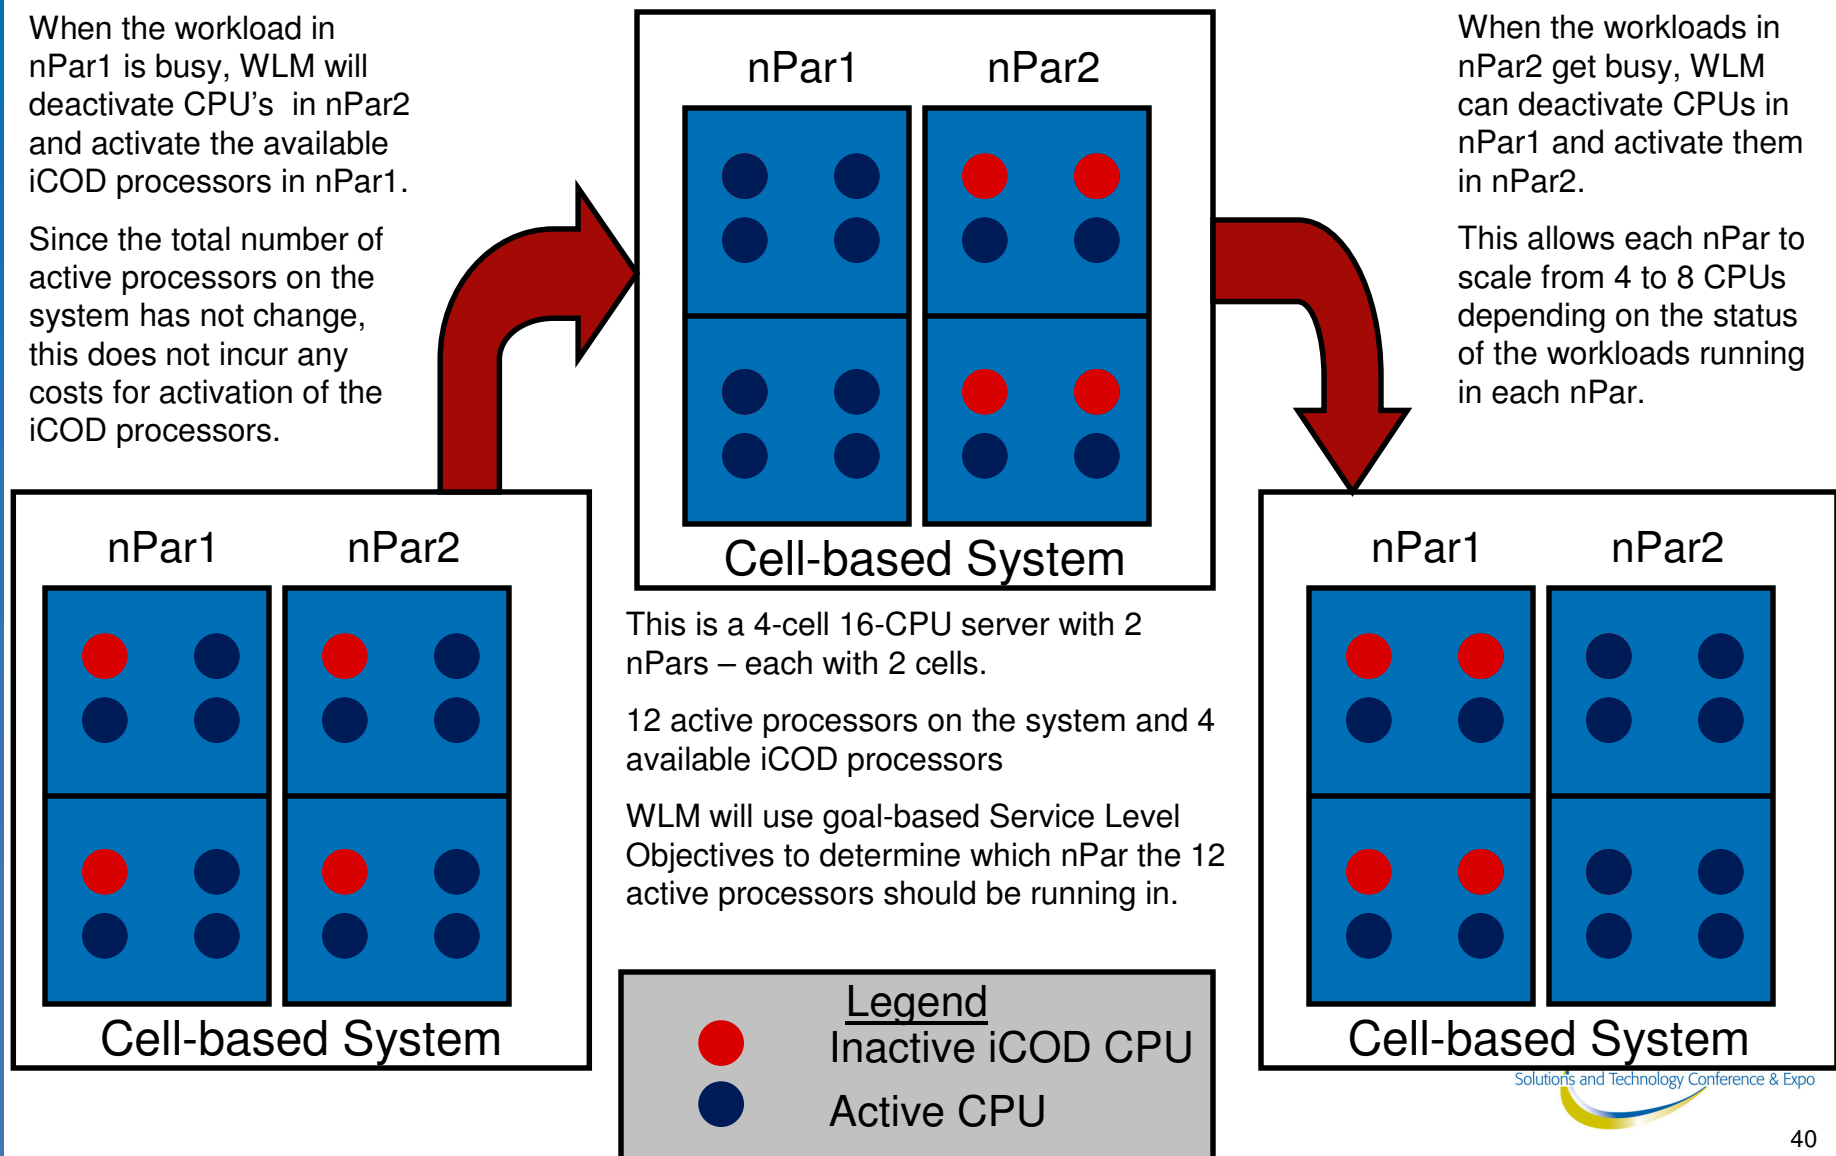 When the workload in
nPar1 is busy, WLM will
deactivate CPU's  in nPar2
and activate the available
iCOD processors in nPar1.
Since the total number of
active processors on the
system has not change,
this does not incur any
costs for activation of the
iCOD processors.
nPar1 nPar2
Cell-based System
nPar1 nPar2
Cell-based System
This is a 4-cell 16-CPU server with 2
nPars – each with 2 cells.
12 active processors on the system and 4
available iCOD processors
WLM will use goal-based Service Level
Objectives to determine which nPar the 12
active processors should be running in.
Legend
Inactive iCOD CPU
Active CPU
When the workloads in
nPar2 get busy, WLM
can deactivate CPUs in
nPar1 and activate them
in nPar2.
This allows each nPar to
scale from 4 to 8 CPUs
depending on the status
of the workloads running
in each nPar.
nPar1 nPar2
Cell-based System
Solutions and Technology Conference & Expo
40